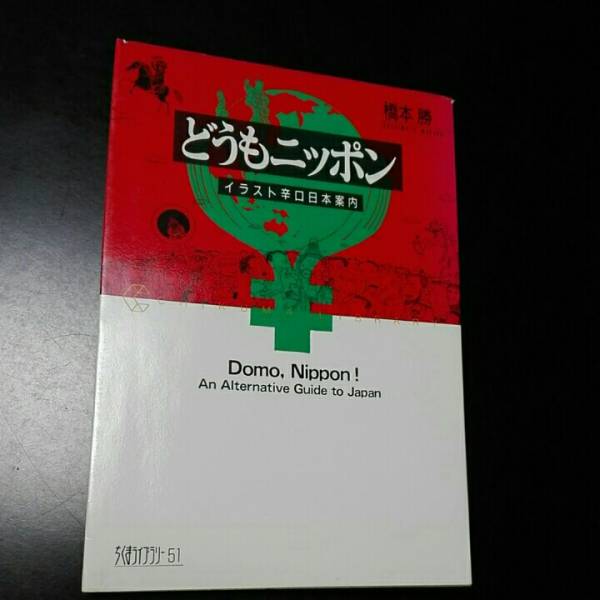 橋本 勝
どうもニッポン
イラスト辛口日本案内
Domo, Nippon!
An Alternative Guide to Japan
ちくまライブラリー51